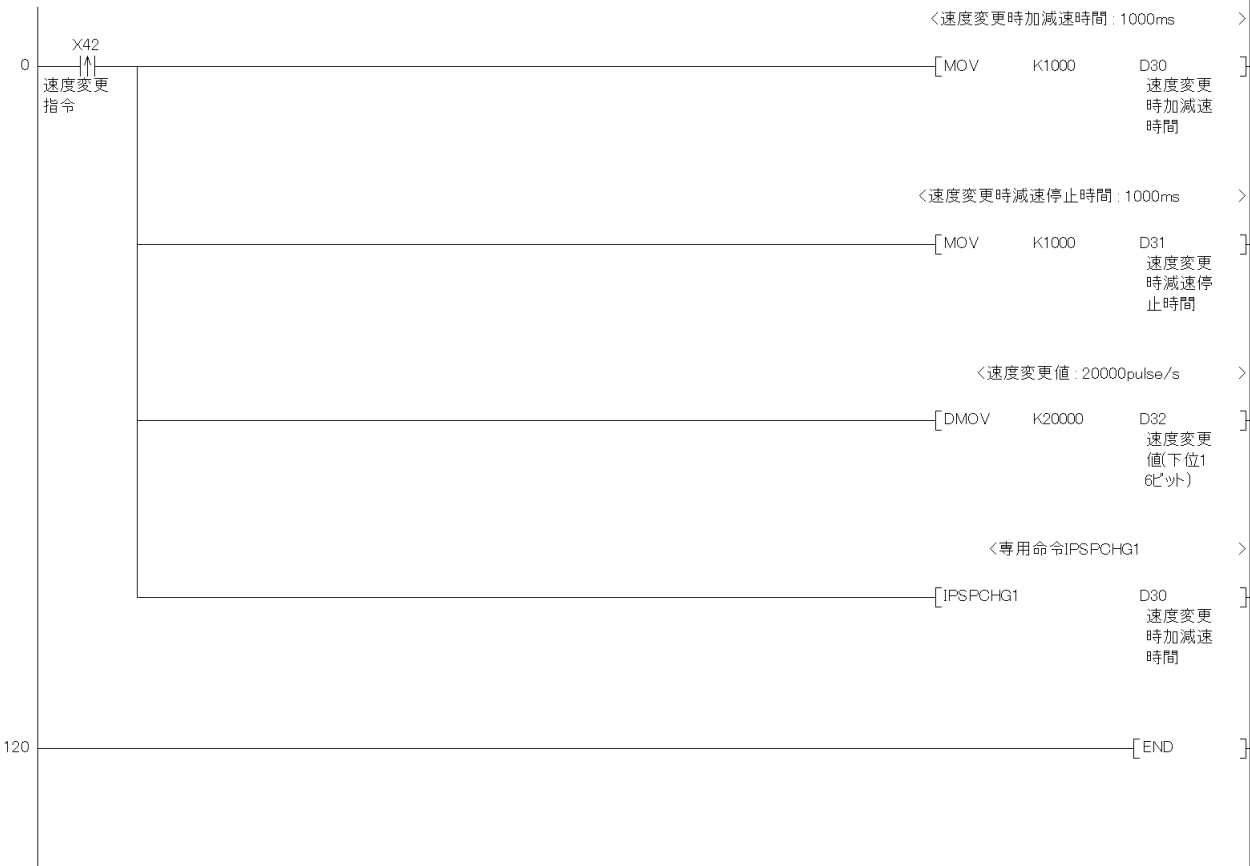 <速度変更時加減速時間 : 1000ms >
X42
0
[MOV K1000 D30 ]
速度変更
指令
速度変更
時加減速
時間
<速度変更時減速停止時間 : 1000ms >
[MOV K1000 D31 ]
速度変更
時減速停
止時間
<速度変更値 : 20000pulse/s >
[DMOV K20000 D32 ]
速度変更
値(下位1
6ビット)
<専用命令IPSPCHG1 >
[IPSPCHG1 D30 ]
速度変更
時加減速
時間
120
[END ]